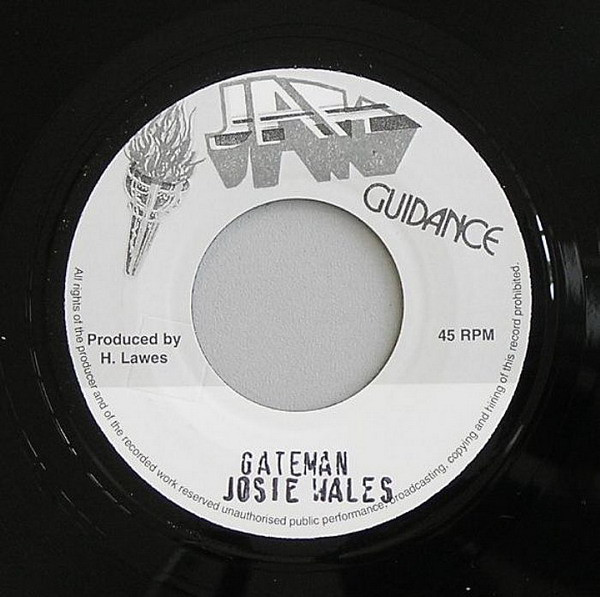 JAH
GUIDANCE
Produced by
H. Lawes
45 RPM
GATEMAN
JOSIE WALES
All rights of the producer and of the recorded work reserved unauthorised public performance, broadcasting, copying and hiring of this record prohibited.